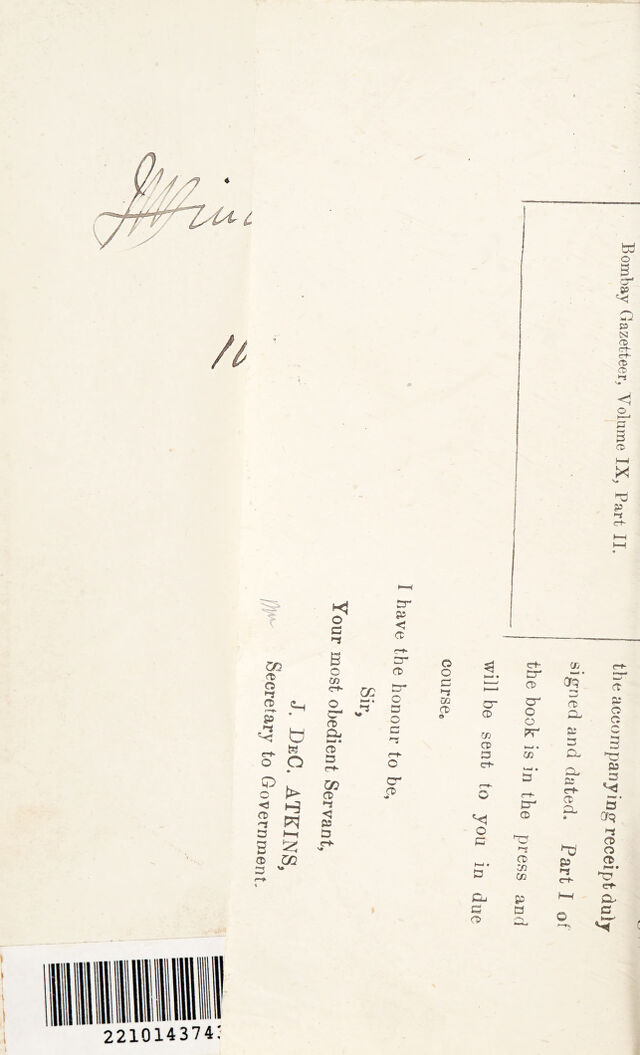 Bombay Gazetteer, Volume IX, Part II.
the accompanying receipt duly
signed and dated. Part I of
the book is in the press and
will be sent to you in due
course.
I have the honour to be,
Sir,
Your most obedient Servant,
J. DEC. ATKINS,
Secretary to Government.